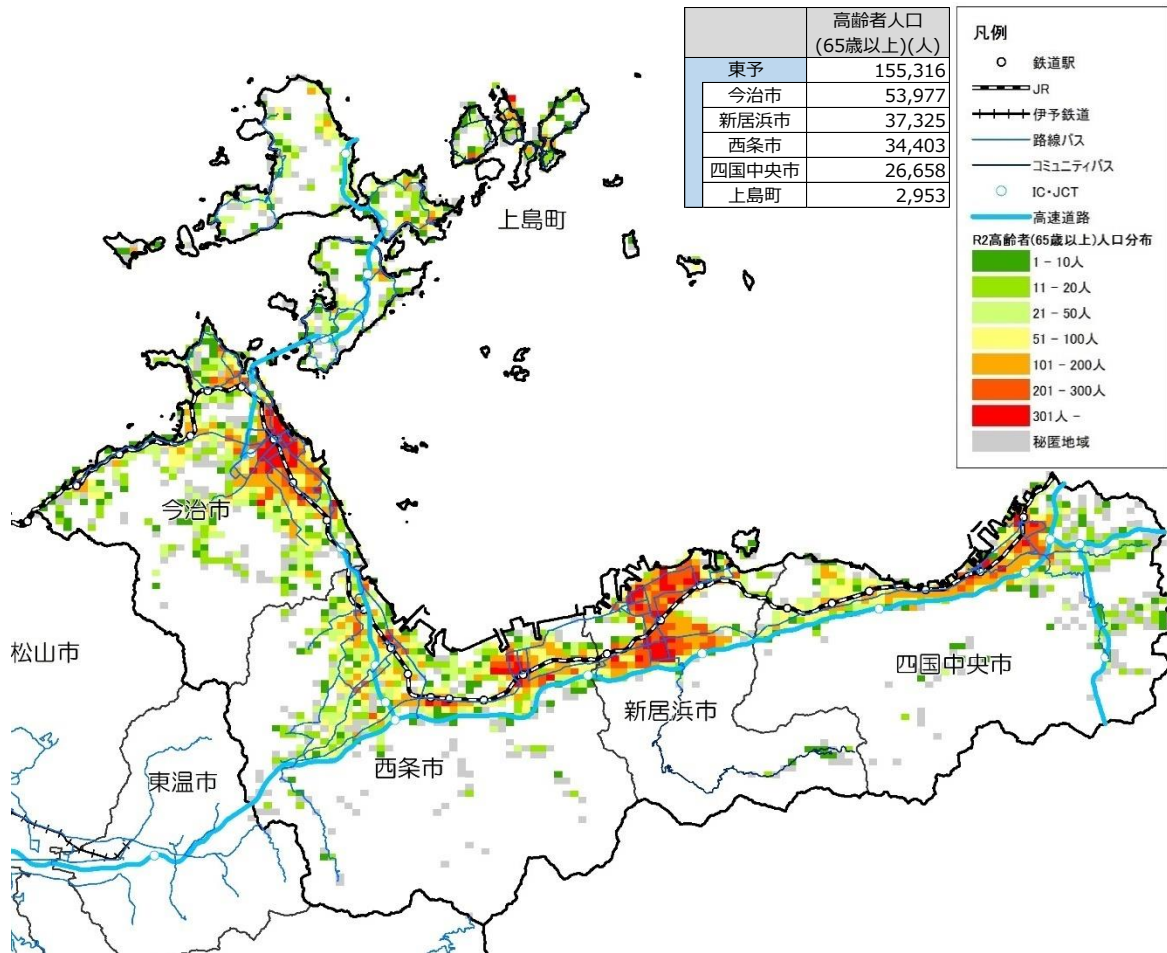 高齢者人口
(65歳以上)(人)
東予 155,316
今治市 53,977
新居浜市 37,325
西条市 34,403
四国中央市 26,658
上島町 2,953
凡例
鉄道駅
JR
伊予鉄道
路線バス
コミュニティバス
IC・JCT
高速道路
R2高齢者(65歳以上)人口分布
1 - 10人
11 - 20人
21 - 50人
51 - 100人
101 - 200人
201 - 300人
301人 -
秘匿地域
上島町
今治市
松山市
四国中央市
新居浜市
西条市
東温市